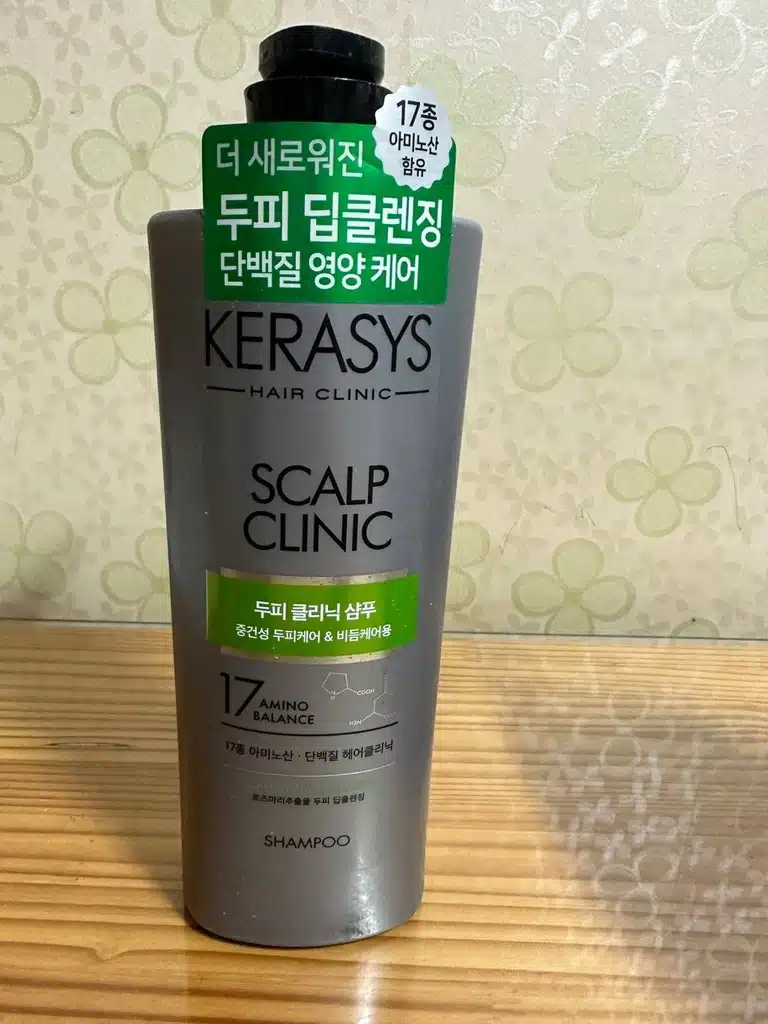 17종
아미노산
함유
더 새로워진
두피 딥클렌징
단백질 영양 케어
KERASYS
HAIR CLINIC
SCALP
CLINIC
두피 클리닉 샴푸
중건성 두피케어 & 비듬케어용
17 AMINO
BALANCE
COOH
H2N
17종 아미노산 · 단백질 헤어클리닉
로즈마리추출물 두피 딥클렌징
SHAMPOO